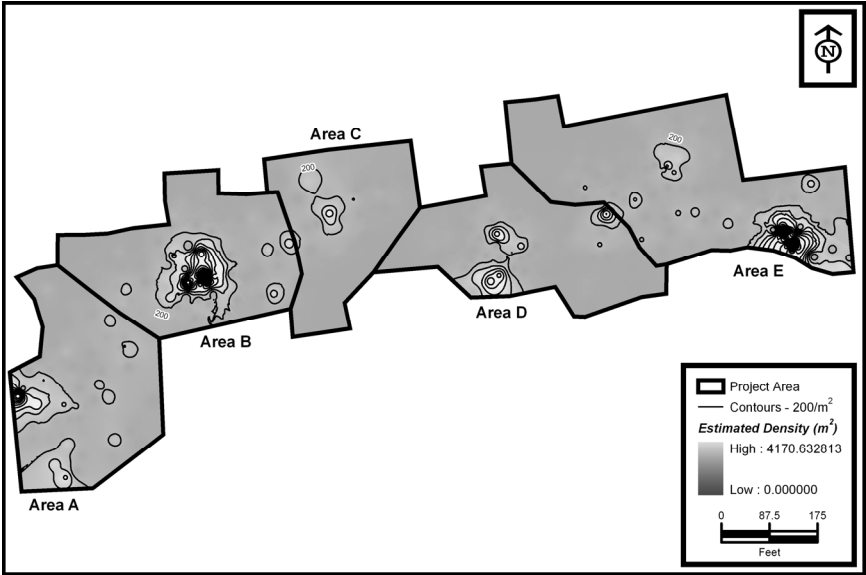 N
Area C
200
200
200
Area E
Area D
Area B
Area A
Project Area
Contours - 200/m2
Estimated Density (m2)
High : 4170.632813
Low : 0.000000
0 87.5 175
Feet